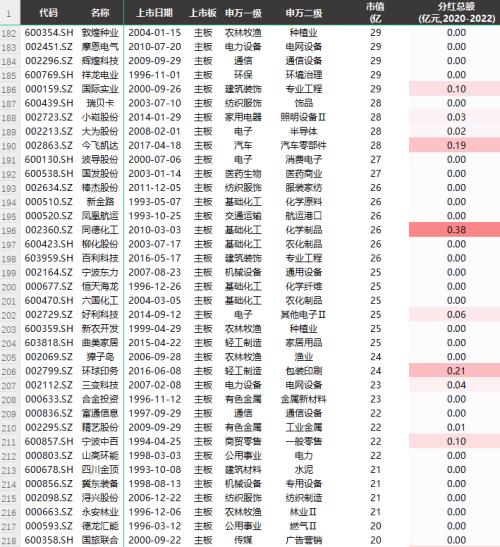 1 代码 名称 上市日期 上市板 申万一级 申万二级 市值 分红总额
(亿 (亿元,2020-2022)
182 600354.SH 敦煌种业 2004-01-15 主板 农林牧渔 种植业 29 0.00
183 002451.SZ 摩恩电气 2010-07-20 主板 电力设备 电网设备 29 0.00
184 002296.SZ 辉煌科技 2009-09-29 主板 通信 通信设备 29 0.00
185 600769.SH 祥龙电业 1996-11-01 主板 环保 环境治理 29 0.00
186 000159.SZ 国际实业 2000-09-26 主板 建筑装饰 专业工程 29 0.10
187 600439.SH 瑞贝卡 2003-07-10 主板 纺织服饰 饰品 28 0.00
188 002723.SZ 小崧股份 2014-01-29 主板 家用电器 照明设备Ⅱ 28 0.03
189 002213.SZ 大为股份 2008-02-01 主板 电子 半导体 28 0.02
190 002863.SZ 今飞凯达 2017-04-18 主板 汽车 汽车零部件 28 0.19
191 600130.SH 波导股份 2000-07-06 主板 电子 消费电子 27 0.00
192 600538.SH 国发股份 2003-01-14 主板 医药生物 医药商业 27 0.00
193 002634.SZ 棒杰股份 2011-12-05 主板 纺织服饰 服装家纺 26 0.00
194 000510.SZ 新金路 1993-05-07 主板 基础化工 化学原料 26 0.00
195 000520.SZ 凤凰航运 1993-10-25 主板 交通运输 航运港口 26 0.00
196 002360.SZ 同德化工 2010-03-03 主板 基础化工 化学制品 26 0.38
197 600423.SH 柳化股份 2003-07-17 主板 基础化工 农化制品 26 0.00
198 603959.SH 百利科技 2016-05-17 主板 建筑装饰 专业工程 26 0.00
199 002164.SZ 宁波东力 2007-08-23 主板 机械设备 通用设备 26 0.00
200 000677.SZ 恒天海龙 1996-12-26 主板 基础化工 化学纤维 25 0.00
201 600470.SH 六国化工 2004-03-05 主板 基础化工 农化制品 25 0.00
202 002729.SZ 好利科技 2014-09-12 主板 电子 其他电子Ⅱ 25 0.06
203 600359.SH 新农开发 1999-04-29 主板 农林牧渔 种植业 25 0.00
204 603818.SH 曲美家居 2015-04-22 主板 轻工制造 家居用品 25 0.00
205 002069.SZ 獐子岛 2006-09-28 主板 农林牧渔 渔业 24 0.00
206 002799.SZ 环球印务 2016-06-08 主板 轻工制造 包装印刷 24 0.21
207 002112.SZ 三变科技 2007-02-08 主板 电力设备 电网设备 23 0.04
208 000633.SZ 合金投资 1996-11-12 主板 有色金属 金属新材料 23 0.00
209 000836.SZ 富通信息 1997-09-29 主板 通信 通信设备 22 0.00
210 002295.SZ 精艺股份 2009-09-29 主板 有色金属 工业金属 22 0.01
211 600857.SH 宁波中百 1994-04-25 主板 商贸零售 一般零售 22 0.10
212 000803.SZ 山高环能 1998-03-03 主板 公用事业 电力 22 0.00
213 600678.SH 四川金顶 1993-10-08 主板 建筑材料 水泥 21 0.00
214 000856.SZ 冀东装备 1998-08-13 主板 机械设备 专用设备 21 0.00
215 002098.SZ 浔兴股份 2006-12-22 主板 纺织服饰 纺织制造 21 0.00
216 000663.SZ 永安林业 1996-12-06 主板 农林牧渔 林业Ⅱ 21 0.00
217 000593.SZ 德龙汇能 1996-03-12 主板 公用事业 燃气Ⅱ 20 0.00
218 600358.SH 国旅联合 2000-09-22 主板 传媒 广告营销 20 0.00